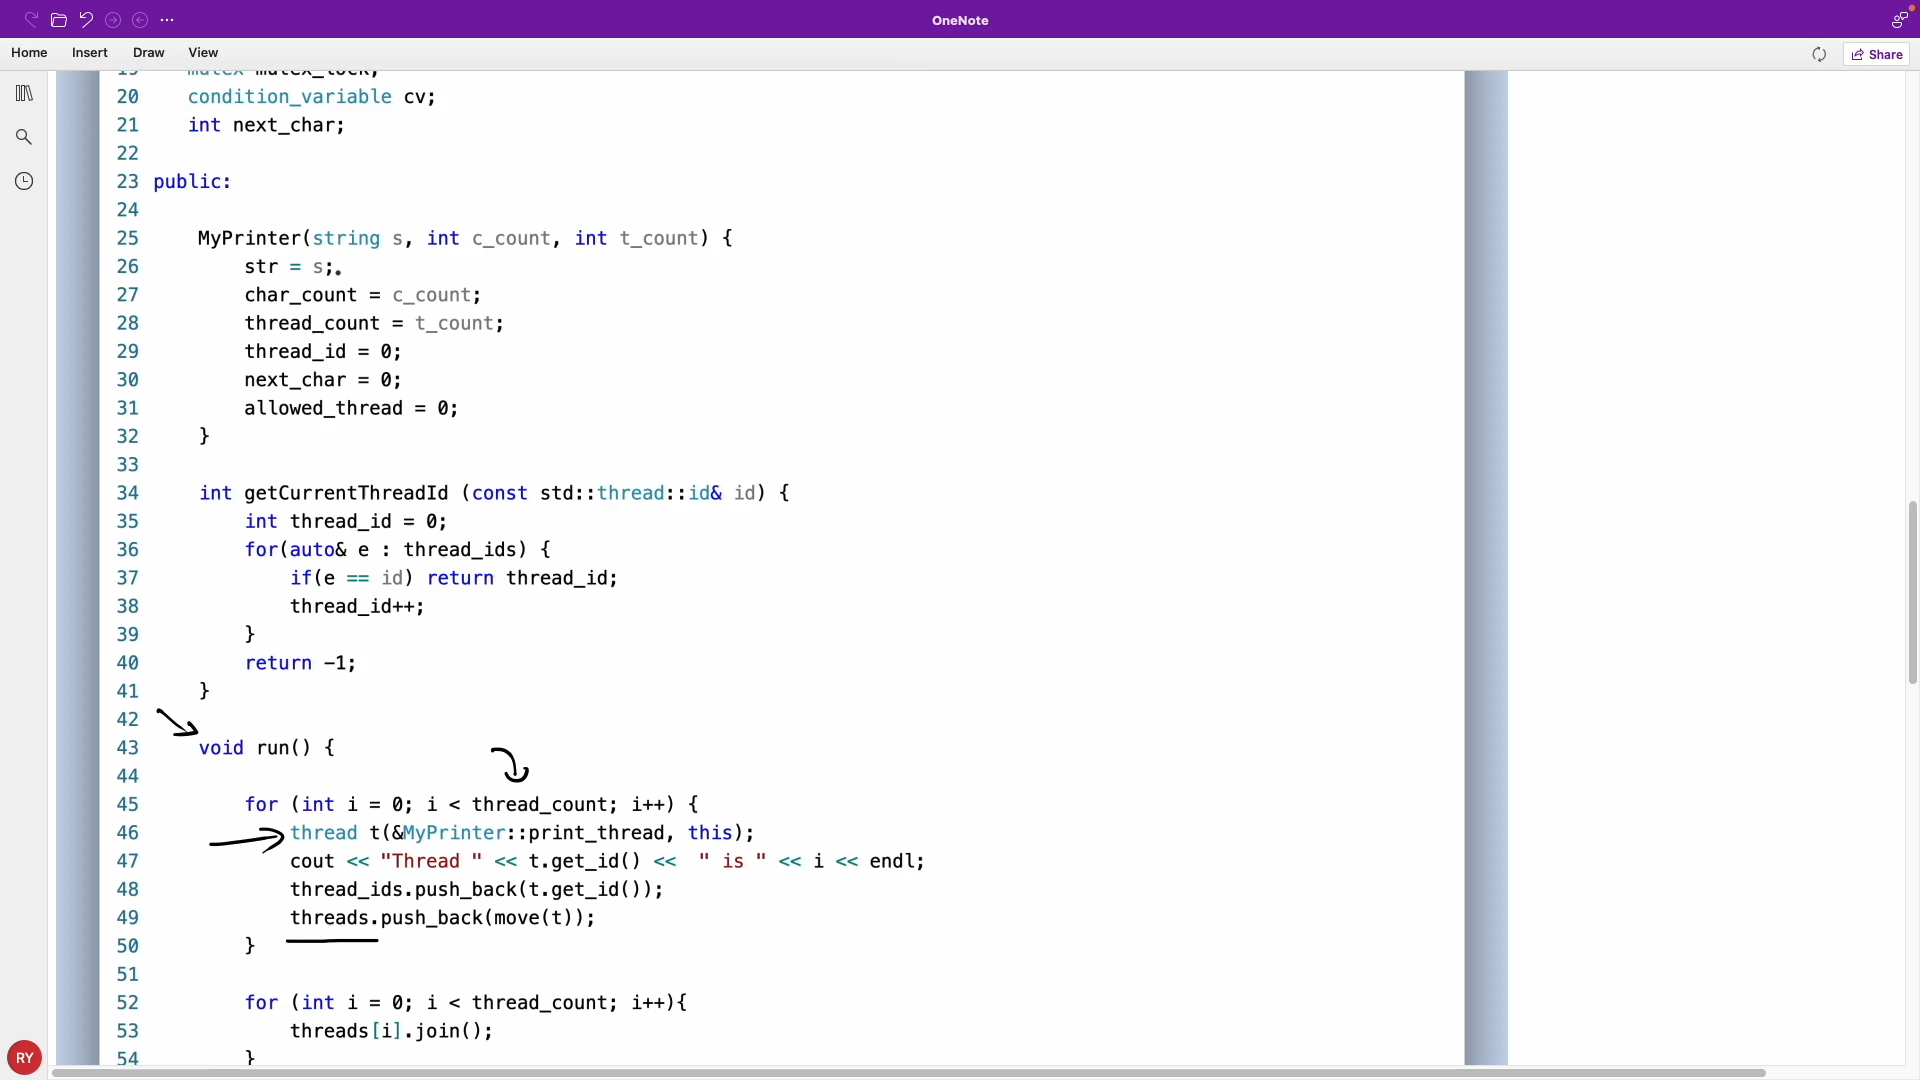 OneNote
Home Insert Draw View
Share
19 mutex mutex_lock;
20 condition_variable cv;
21 int next_char;
22
23 public:
24
25 MyPrinter(string s, int c_count, int t_count) {
26 str = s;
27 char_count = c_count;
28 thread_count = t_count;
29 thread_id = 0;
30 next_char = 0;
31 allowed_thread = 0;
32 }
33
34 int getCurrentThreadId (const std::thread::id& id) {
35 int thread_id = 0;
36 for(auto& e : thread_ids) {
37 if(e == id) return thread_id;
38 thread_id++;
39 }
40 return -1;
41 }
42
43 void run() {
44
45 for (int i = 0; i < thread_count; i++) {
46 thread t(&MyPrinter::print_thread, this);
47 cout << "Thread " << t.get_id() << " is " << i << endl;
48 thread_ids.push_back(t.get_id());
49 threads.push_back(move(t));
50 }
51
52 for (int i = 0; i < thread_count; i++){
53 threads[i].join();
54 }
RY